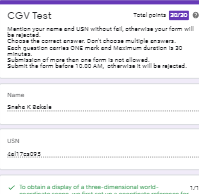 CGV Test
Total points 30/30
Mention your name and USN without fail, otherwise your form will
be rejected.
Choose the correct answer. Don't choose multiple answers.
Each question carries ONE mark and Maximum duration is 30
minutes.
Submission of more than one form is not allowed.
Submit the form before 10.00 AM, otherwise it will be rejected.
Name
Sneha K Bekale
USN
4al17cs095
To obtain a display of a three-dimensional world-
1/1